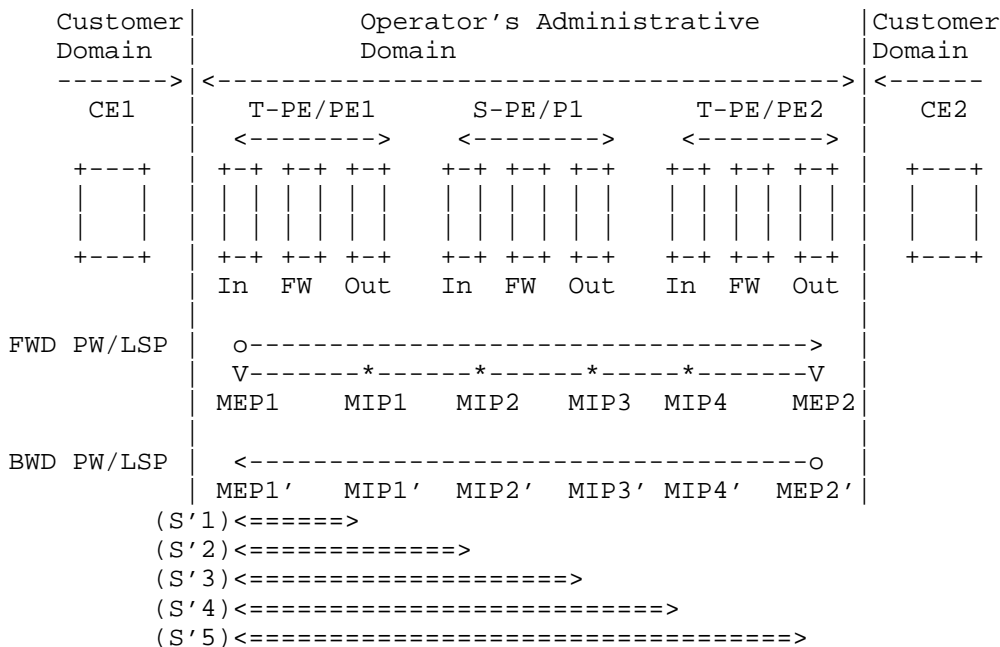 Customer|            Operator's Administrative       |Customer
Domain  |            Domain                          |Domain
------->|<--------------------------------------->|<------
CE1  |   T-PE/PE1      S-PE/P1       T-PE/PE2   |   CE2
|  <-------->    <-------->    <-------->  |
+---+  | +-+ +-+ +-+   +-+ +-+ +-+   +-+ +-+ +-+ |  +---+
|   |  | | | | | | |   | | | | | |   | | | | | | |  |   |
|   |  | | | | | | |   | | | | | |   | | | | | | |  |   |
+---+  | +-+ +-+ +-+   +-+ +-+ +-+   +-+ +-+ +-+ |  +---+
| In  FW  Out   In  FW  Out   In  FW  Out  |
FWD PW/LSP |  o----------------------------------->  |
|  V-------*------*------*-----*-------V   |
| MEP1    MIP1   MIP2   MIP3  MIP4    MEP2|
BWD PW/LSP |  <-----------------------------------o  |
| MEP1'   MIP1'  MIP2'  MIP3' MIP4'  MEP2'|
(S'1)<======>
(S'2)<=============>
(S'3)<====================>
(S'4)<==========================>
(S'5)<==================================>